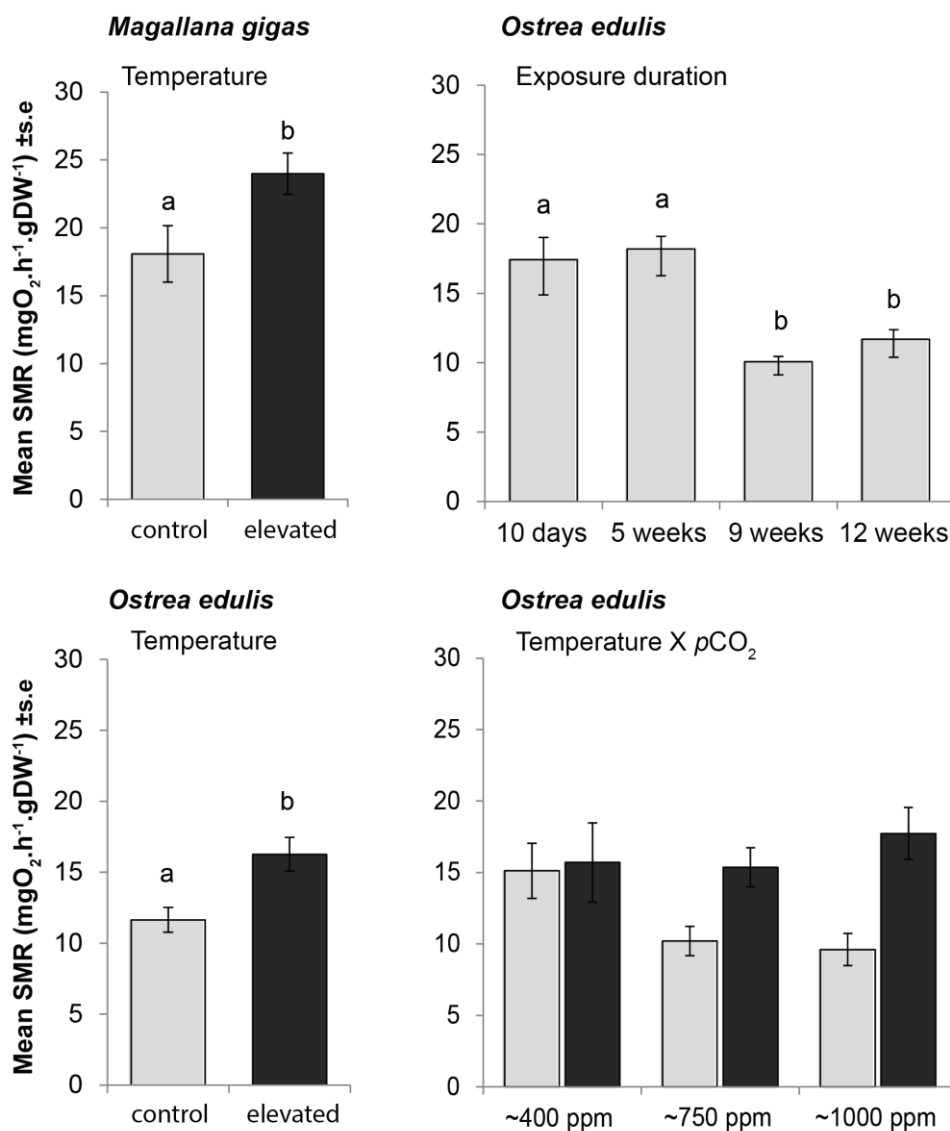 Magallana gigas
Temperature
Mean SMR (mgO₂.h⁻¹.gDW⁻¹) ±s.e
30
25
20
15
10
5
0
a
b
control
elevated
Ostrea edulis
Exposure duration
30
25
20
15
10
5
0
a
a
b
b
10 days
5 weeks
9 weeks
12 weeks
Ostrea edulis
Temperature
Mean SMR (mgO₂.h⁻¹.gDW⁻¹) ±s.e
30
25
20
15
10
5
0
a
b
control
elevated
Ostrea edulis
Temperature X pCO₂
30
25
20
15
10
5
0
~400 ppm
~750 ppm
~1000 ppm